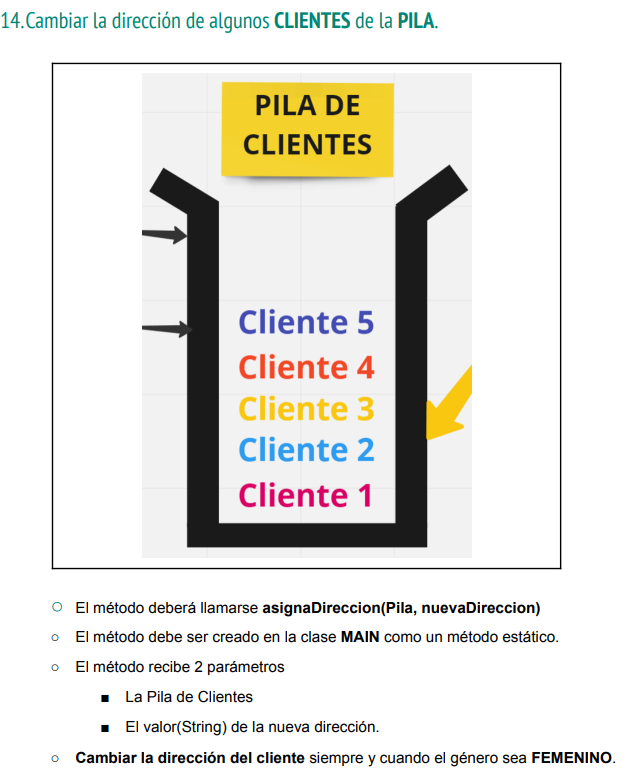 14.Cambiar la dirección de algunos CLIENTES de la PILA.
PILA DE
CLIENTES
Cliente 5
Cliente 4
Cliente 3
Cliente 2
Cliente 1
El método deberá llamarse asignaDireccion(Pila, nuevaDireccion)
El método debe ser creado en la clase MAIN como un método estático.
El método recibe 2 parámetros
La Pila de Clientes
El valor(String) de la nueva dirección.
Cambiar la dirección del cliente siempre y cuando el género sea FEMENINO.